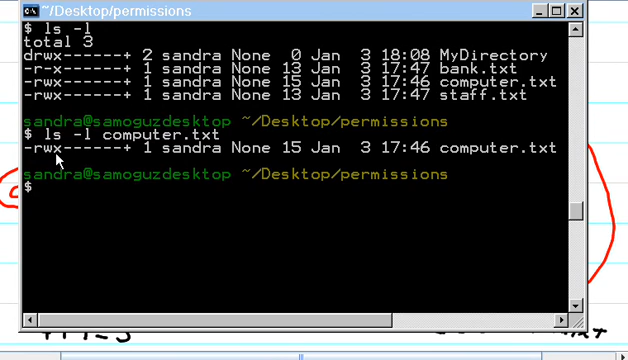 ~/Desktop/permissions
$ ls -l
total 3
drwx------+ 2 sandra None  0 Jan  3 18:08 MyDirectory
-r-x------+ 1 sandra None 13 Jan  3 17:47 bank.txt
-rwx------+ 1 sandra None 15 Jan  3 17:46 computer.txt
-rwx------+ 1 sandra None 13 Jan  3 17:47 staff.txt
sandra@samoguzdesktop ~/Desktop/permissions
$ ls -l computer.txt
-rwx------+ 1 sandra None 15 Jan  3 17:46 computer.txt
sandra@samoguzdesktop ~/Desktop/permissions
$